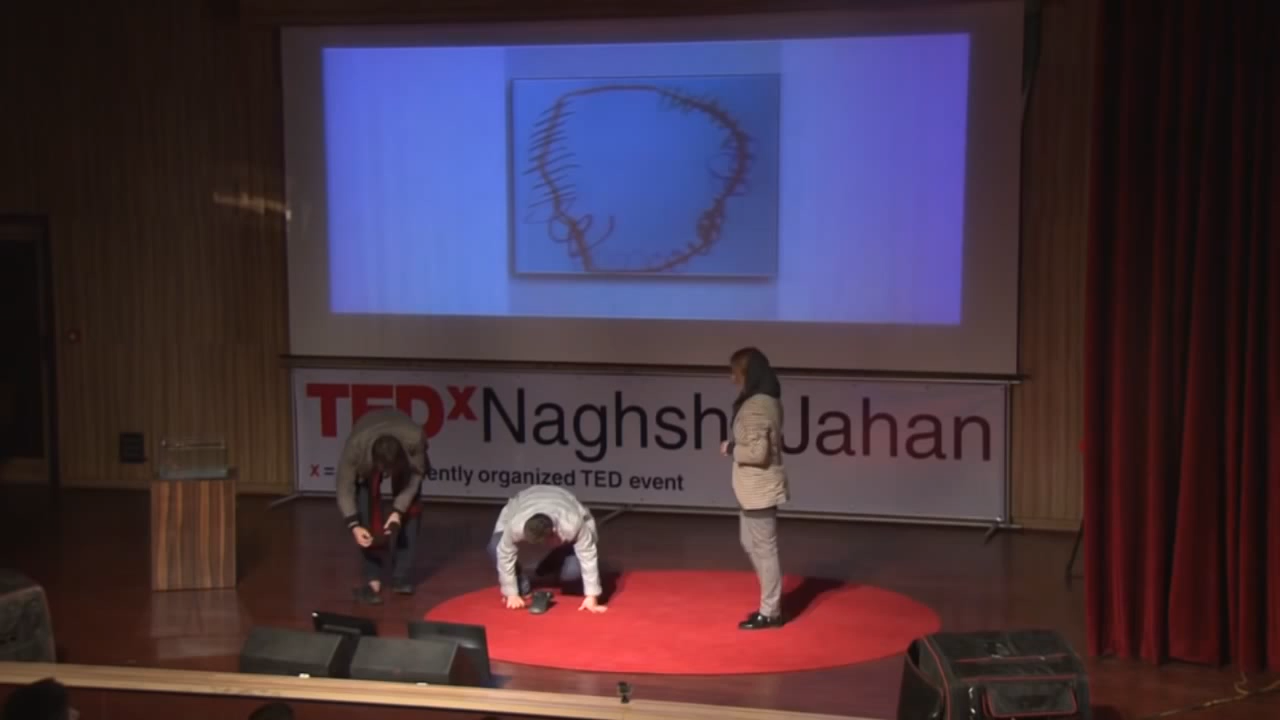 TEDxNaghsh Jahan
x = ently organized TED event